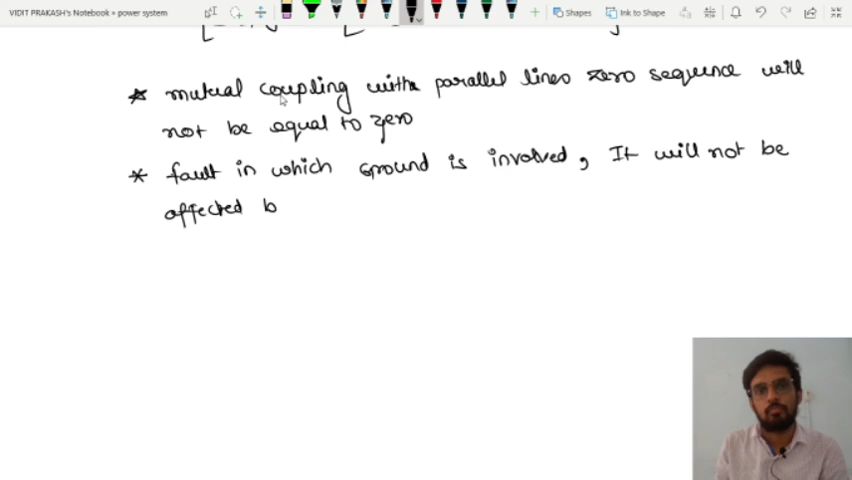 VIDIT PRAKASH's Notebook » power system
Shapes
Ink to Shape
* mutual coupling with parallel lines zero sequence will
not be equal to zero
* fault in which ground is involved, It will not be
affected b